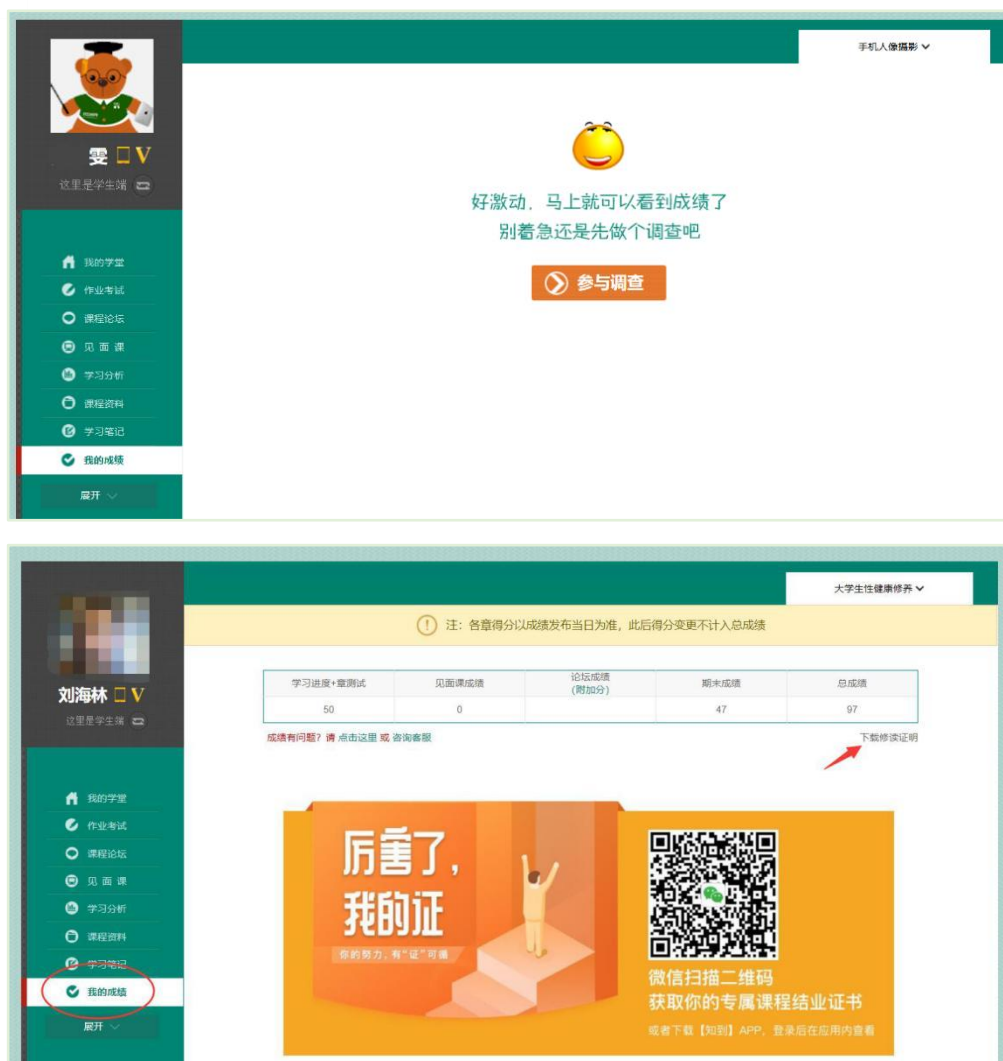 手机人像摄影
雯 V
这里是学生端
好激动，马上就可以看到成绩了
别着急还是先做个调查吧
参与调查
我的学堂
作业考试
课程论坛
见面课
学习分析
课程资料
学习笔记
我的成绩
展开
大学生性健康修养
注：各章得分以成绩发布当日为准，此后得分变更不计入总成绩
刘海林 V
这里是学生端
学习进度+章测试 见面课成绩 论坛成绩 期末成绩 总成绩
(附加分)
50 0 47 97
成绩有问题？请 点击这里 或 咨询客服
下载修读证明
我的学堂
作业考试
课程论坛
见面课
学习分析
课程资料
学习笔记
我的成绩
展开
厉害了，
我的证
你的努力，有“证”可循
微信扫描二维码
获取你的专属课程结业证书
或者下载【知到】APP，登录后在应用内查看